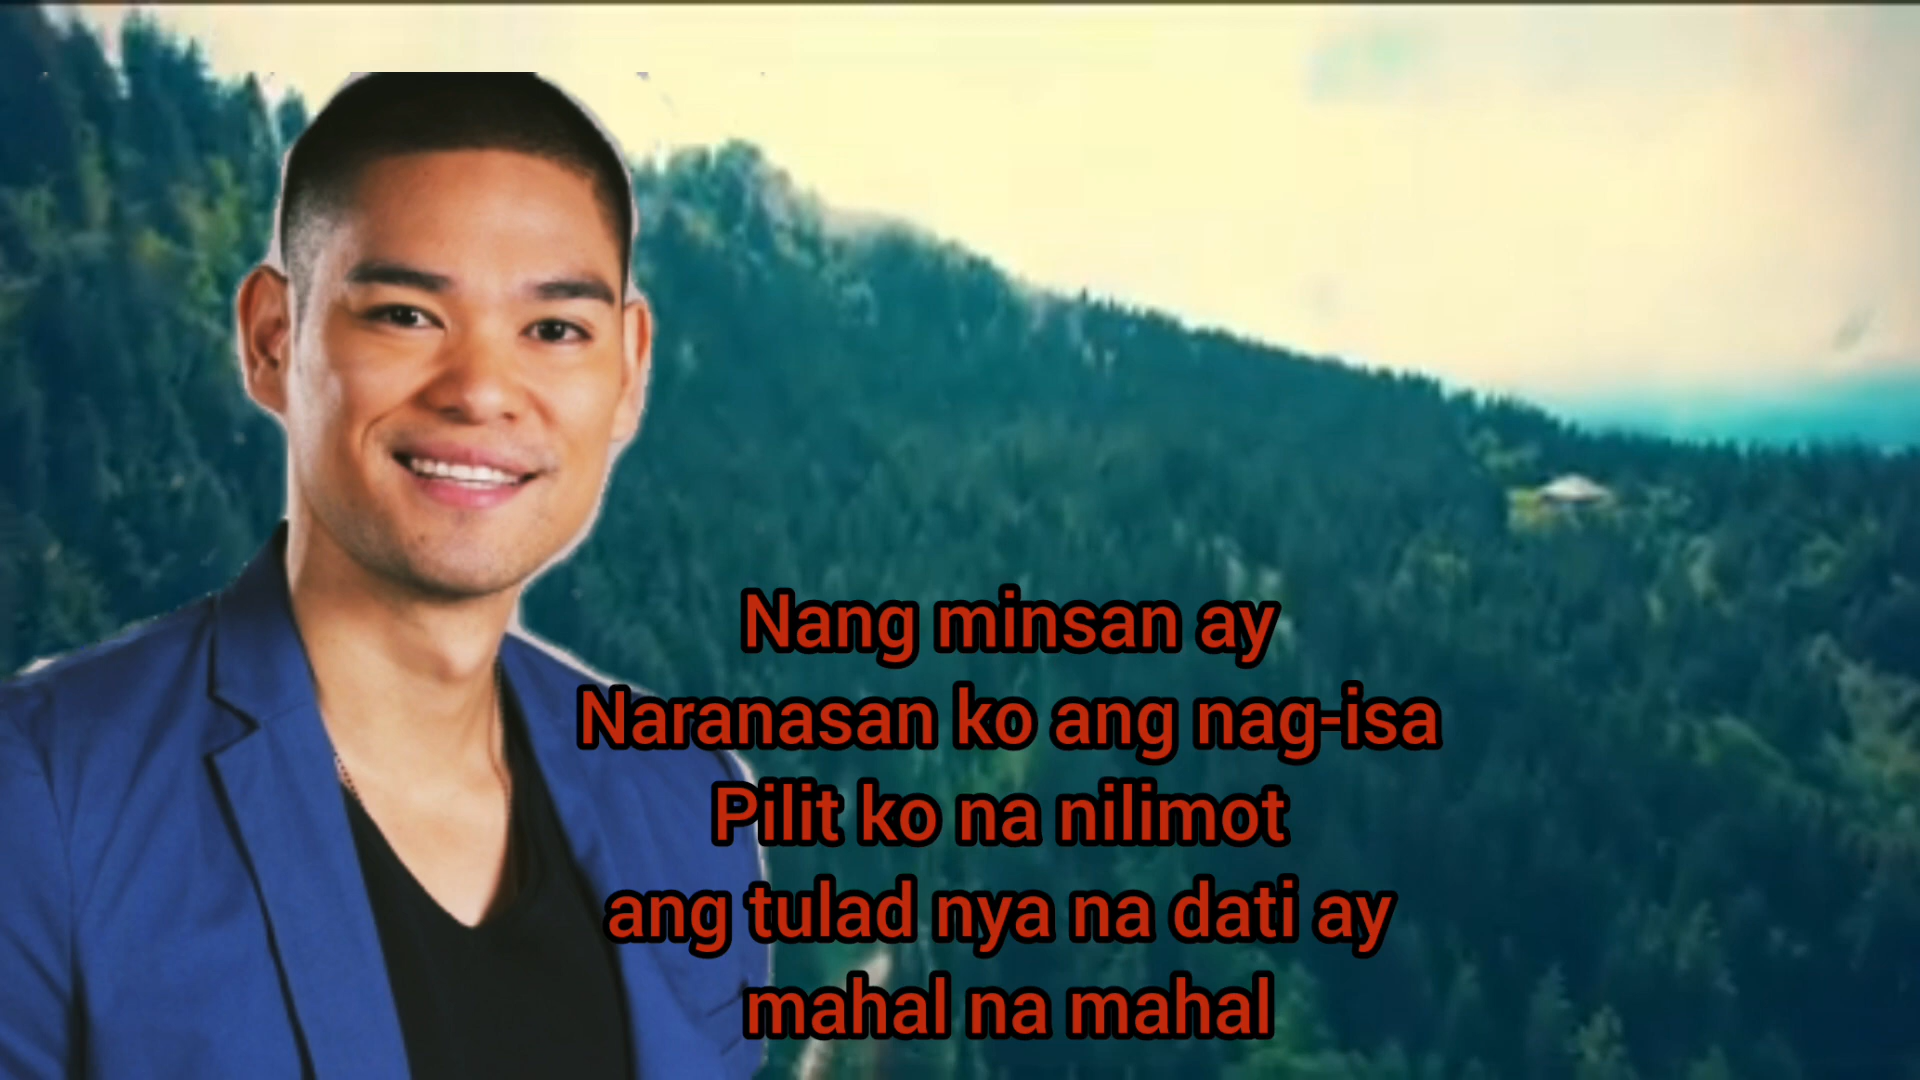 Nang minsan ay
Naranasan ko ang nag-isa
Pilit ko na nilimot
ang tulad nya na dati ay
mahal na mahal